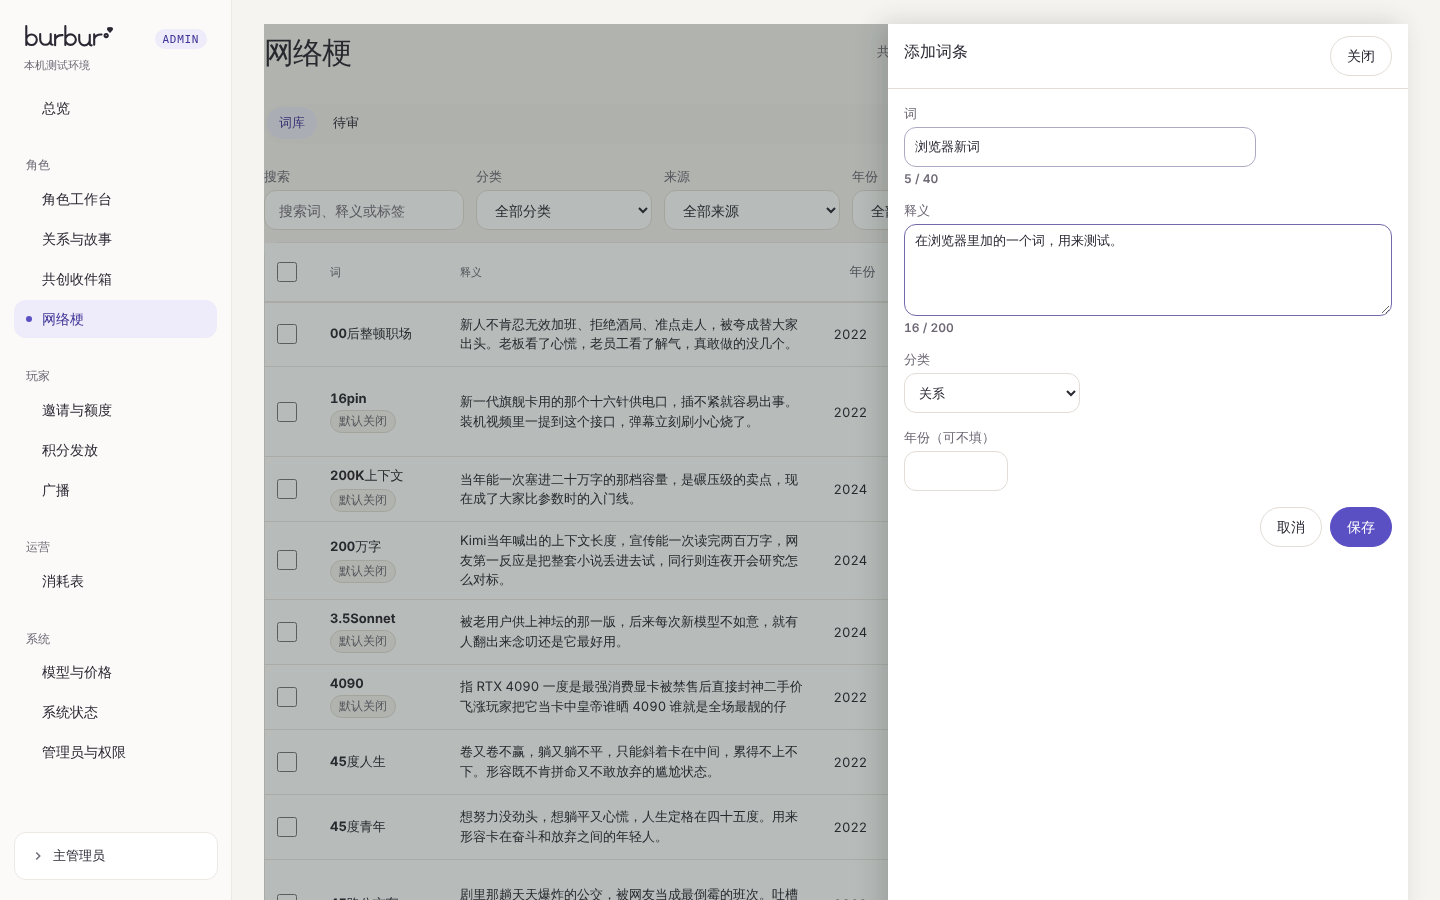 burbur
ADMIN
本机测试环境
总览
角色
角色工作台
关系与故事
共创收件箱
网络梗
玩家
邀请与额度
积分发放
广播
运营
消耗表
系统
模型与价格
系统状态
管理员与权限
主管理员
网络梗
共
词库
待审
搜索
分类
来源
年份
搜索词、释义或标签
全部分类
全部来源
全
词
释义
年份
00后整顿职场
新人不肯忍无效加班、拒绝酒局、准点走人，被夸成替大家
出头。老板看了心慌，老员工看了解气，真敢做的没几个。
2022
16pin
默认关闭
新一代旗舰卡用的那个十六针供电口，插不紧就容易出事。
装机视频里一提到这个接口，弹幕立刻刷小心烧了。
2022
200K上下文
默认关闭
当年能一次塞进二十万字的那档容量，是碾压级的卖点，现
在成了大家比参数时的入门线。
2024
200万字
默认关闭
Kimi当年喊出的上下文长度，宣传能一次读完两百万字，网
友第一反应是把整套小说丢进去试，同行则连夜开会研究怎
么对标。
2024
3.5Sonnet
默认关闭
被老用户供上神坛的那一版，后来每次新模型不如意，就有
人翻出来念叨还是它最好用。
2024
4090
默认关闭
指 RTX 4090 一度是最强消费显卡被禁售后直接封神二手价
飞涨玩家把它当卡中皇帝谁晒 4090 谁就是全场最靓的仔
2022
45度人生
卷又卷不赢，躺又躺不平，只能斜着卡在中间，累得不上不
下。形容既不肯拼命又不敢放弃的尴尬状态。
2022
45度青年
想努力没劲头，想躺平又心慌，人生定格在四十五度。用来
形容卡在奋斗和放弃之间的年轻人。
2022
剧里那趟天天爆炸的公交，被网友当成最倒霉的班次。吐槽
添加词条
关闭
词
浏览器新词
5 / 40
释义
在浏览器里加的一个词，用来测试。
16 / 200
分类
关系
年份（可不填）
取消
保存